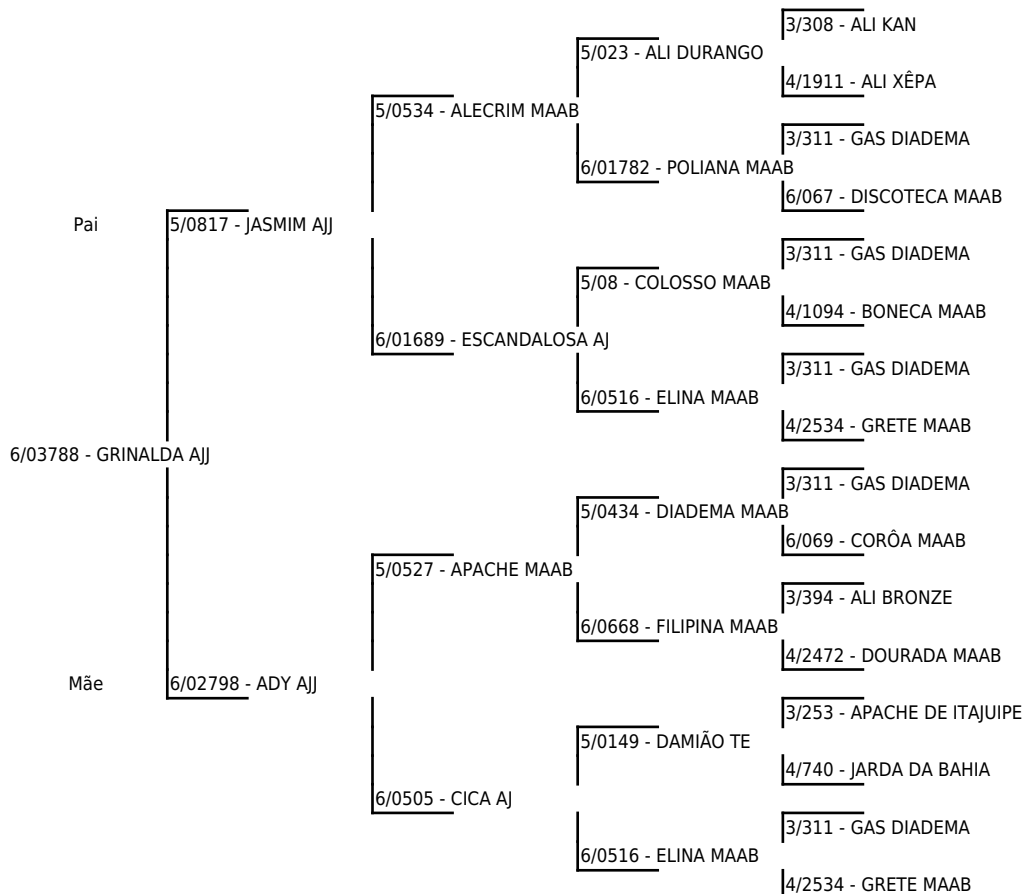 3/308 - ALI KAN
5/023 - ALI DURANGO
4/1911 - ALI XÊPA
5/0534 - ALECRIM MAAB
3/311 - GAS DIADEMA
6/01782 - POLIANA MAAB
6/067 - DISCOTECA MAAB
Pai
5/0817 - JASMIM AJJ
3/311 - GAS DIADEMA
5/08 - COLOSSO MAAB
4/1094 - BONECA MAAB
6/01689 - ESCANDALOSA AJ
3/311 - GAS DIADEMA
6/0516 - ELINA MAAB
4/2534 - GRETE MAAB
6/03788 - GRINALDA AJJ
3/311 - GAS DIADEMA
5/0434 - DIADEMA MAAB
6/069 - CORÔA MAAB
5/0527 - APACHE MAAB
3/394 - ALI BRONZE
6/0668 - FILIPINA MAAB
4/2472 - DOURADA MAAB
Mãe
6/02798 - ADY AJJ
3/253 - APACHE DE ITAJUIPE
5/0149 - DAMIÃO TE
4/740 - JARDA DA BAHIA
6/0505 - CICA AJ
3/311 - GAS DIADEMA
6/0516 - ELINA MAAB
4/2534 - GRETE MAAB